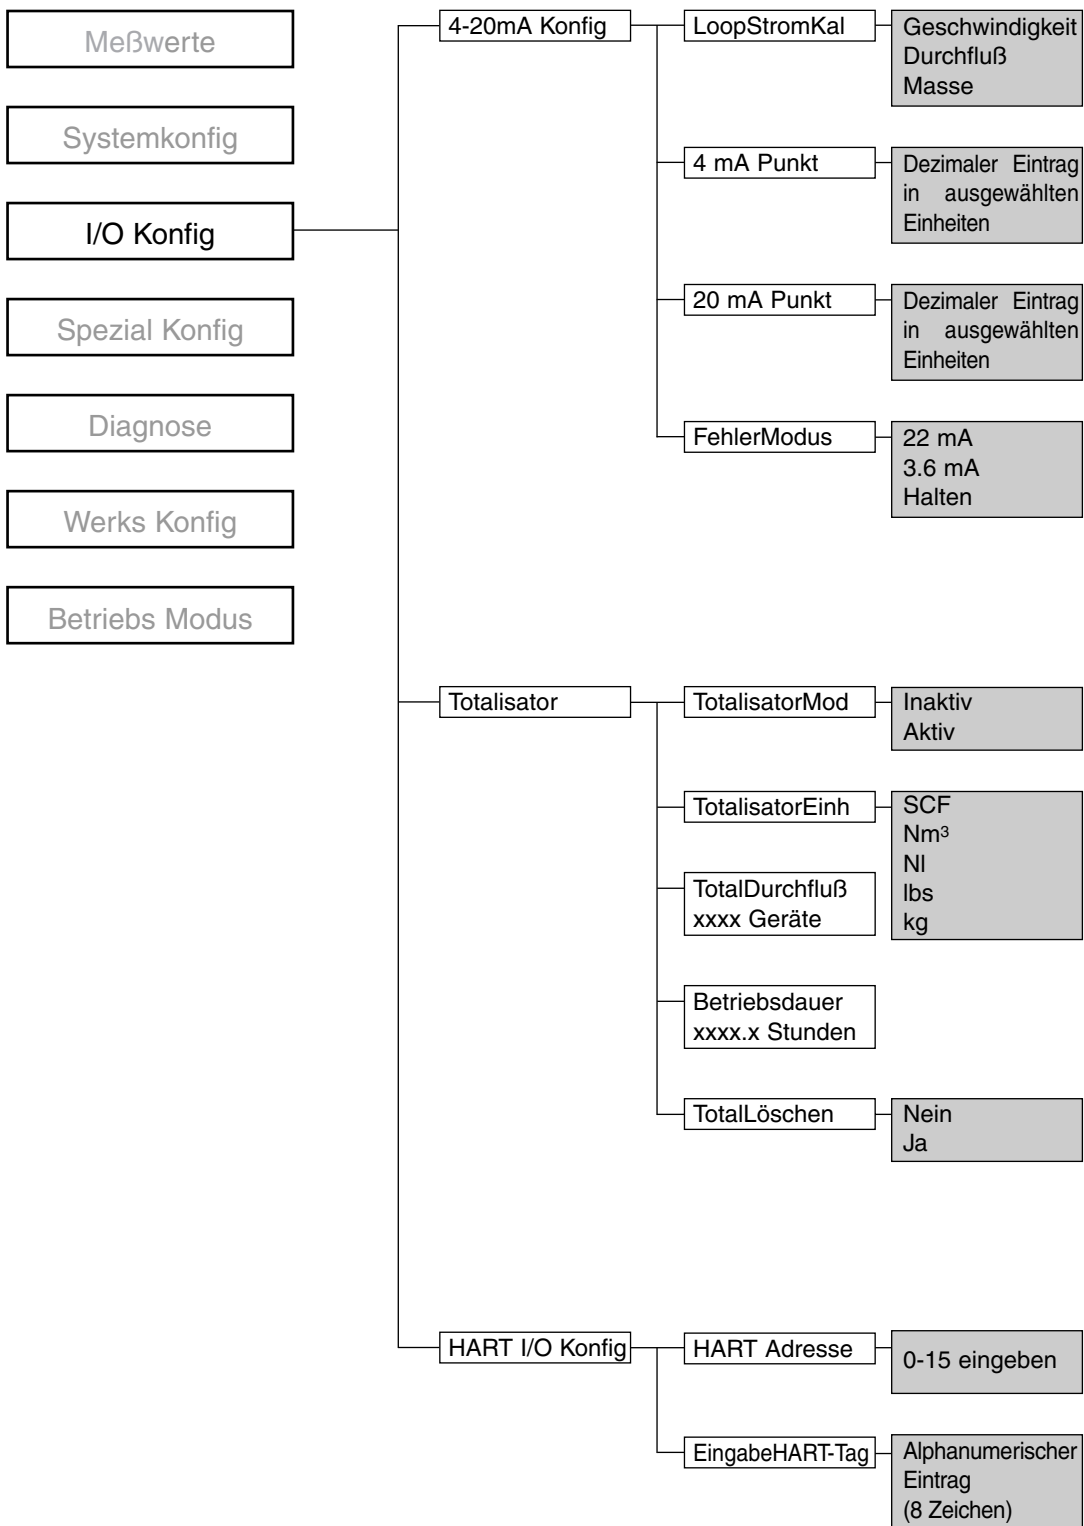 Meßwerte
Systemkonfig
I/O Konfig
Spezial Konfig
Diagnose
Werks Konfig
Betriebs Modus
4-20mA Konfig
LoopStromKal
Geschwindigkeit
Durchfluß
Masse
4 mA Punkt
Dezimaler Eintrag
in ausgewählten
Einheiten
20 mA Punkt
Dezimaler Eintrag
in ausgewählten
Einheiten
FehlerModus
22 mA
3.6 mA
Halten
Totalisator
TotalisatorMod
Inaktiv
Aktiv
TotalisatorEinh
SCF
Nm³
Nl
lbs
kg
TotalDurchfluß
xxxx Geräte
Betriebsdauer
xxxx.x Stunden
TotalLöschen
Nein
Ja
HART I/O Konfig
HART Adresse
0-15 eingeben
EingabeHART-Tag
Alphanumerischer
Eintrag
(8 Zeichen)